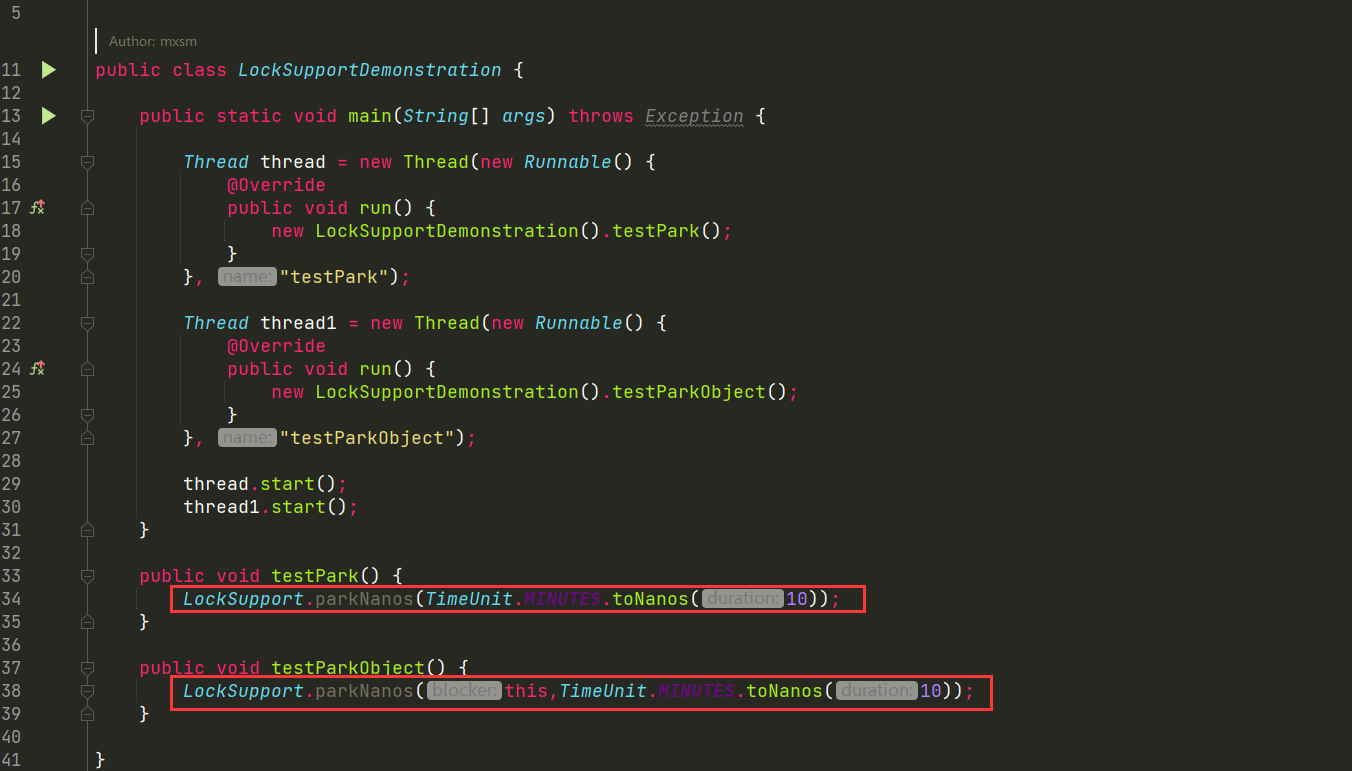 5
Author: mxsm
11 public class LockSupportDemonstration {
12
13 public static void main(String[] args) throws Exception {
14
15 Thread thread = new Thread(new Runnable() {
16 @Override
17 public void run() {
18 new LockSupportDemonstration().testPark();
19 }
20 }, name: "testPark");
21
22 Thread thread1 = new Thread(new Runnable() {
23 @Override
24 public void run() {
25 new LockSupportDemonstration().testParkObject();
26 }
27 }, name: "testParkObject");
28
29 thread.start();
30 thread1.start();
31 }
32
33 public void testPark() {
34 LockSupport.parkNanos(TimeUnit.MINUTES.toNanos( duration: 10));
35 }
36
37 public void testParkObject() {
38 LockSupport.parkNanos( blocker: this,TimeUnit.MINUTES.toNanos( duration: 10));
39 }
40
41 }